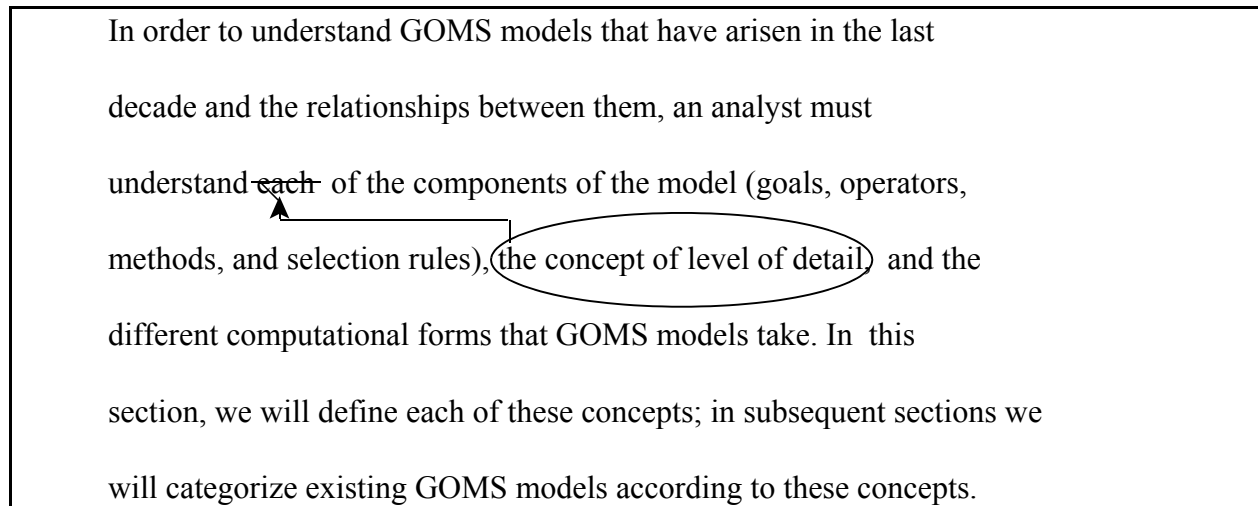 In order to understand GOMS models that have arisen in the last
decade and the relationships between them, an analyst must
understand each of the components of the model (goals, operators,
methods, and selection rules), the concept of level of detail, and the
different computational forms that GOMS models take. In this
section, we will define each of these concepts; in subsequent sections we
will categorize existing GOMS models according to these concepts.